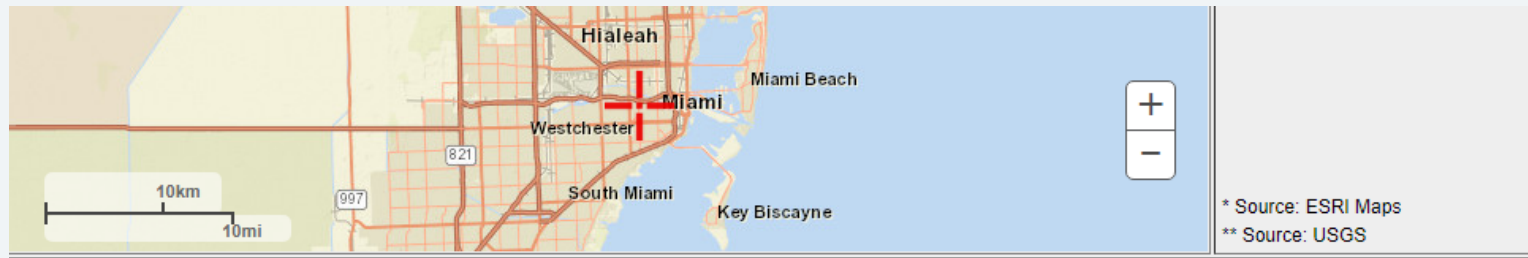 Hialeah
Miami Beach
Miami
Westchester
821
10km
997
South Miami
10mi
Key Biscayne
+
−
* Source: ESRI Maps
** Source: USGS